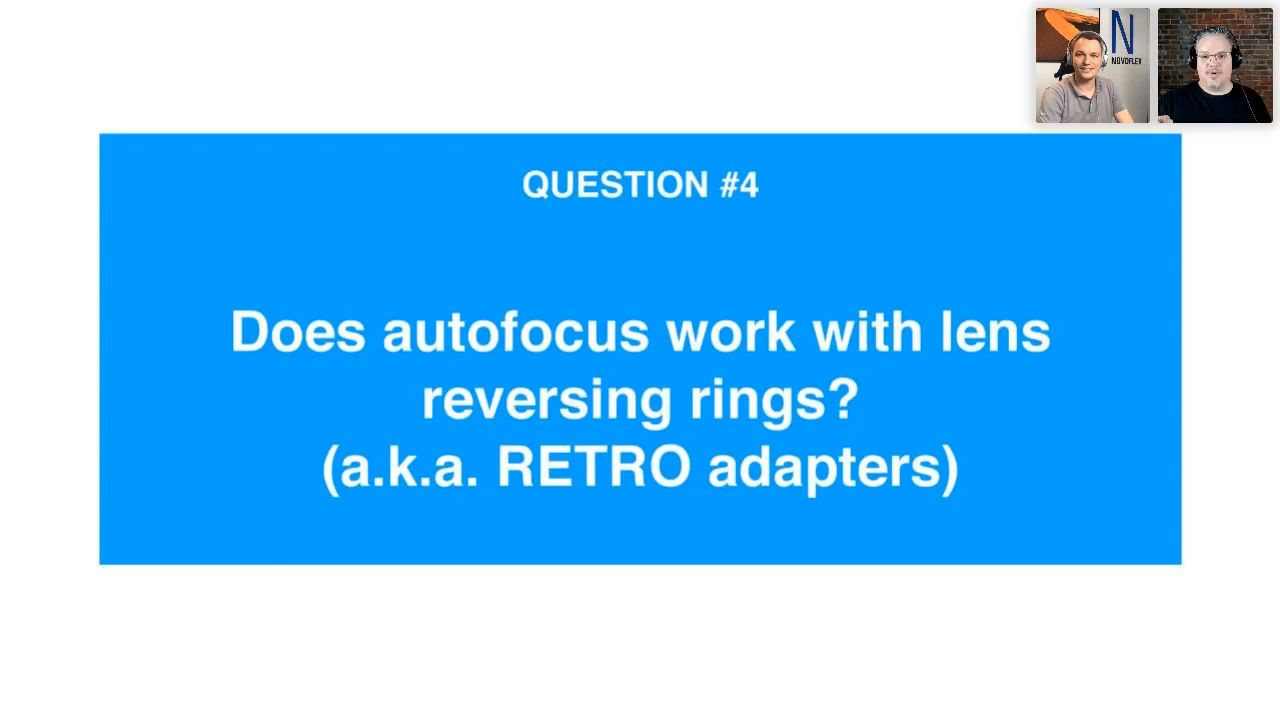 N
NOVOFLEX
QUESTION #4
Does autofocus work with lens
reversing rings?
(a.k.a. RETRO adapters)